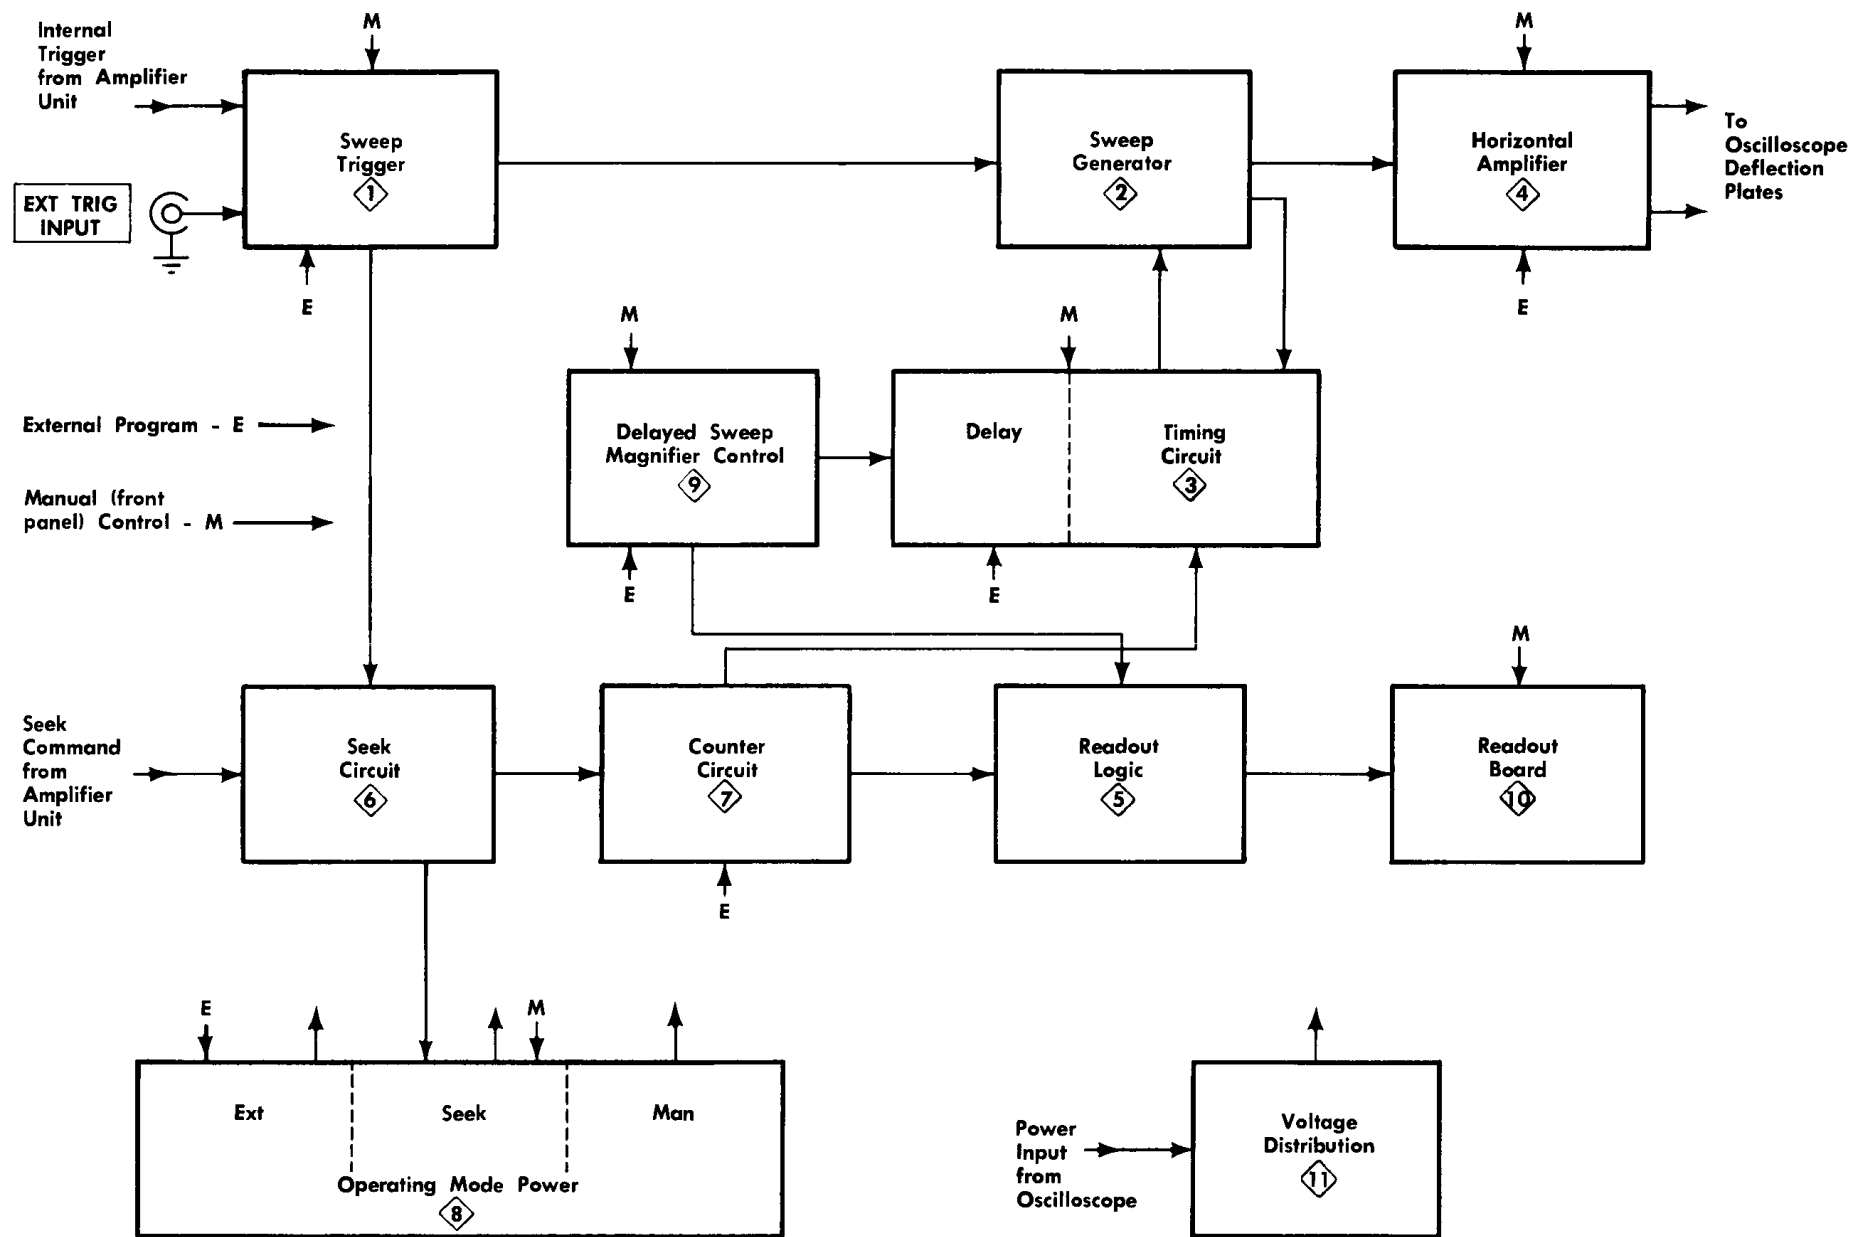 Internal
Trigger
from Amplifier
Unit
M
Sweep
Trigger
1
EXT TRIG
INPUT
E
Sweep
Generator
2
M
Horizontal
Amplifier
4
E
To
Oscilloscope
Deflection
Plates
External Program - E
Manual (front
panel) Control - M
M
Delayed Sweep
Magnifier Control
9
E
M
Delay
Timing
Circuit
3
E
Seek
Command
from
Amplifier
Unit
Seek
Circuit
6
Counter
Circuit
7
E
Readout
Logic
5
M
Readout
Board
10
E
M
Ext
Seek
Man
Operating Mode Power
8
Power
Input
from
Oscilloscope
Voltage
Distribution
11